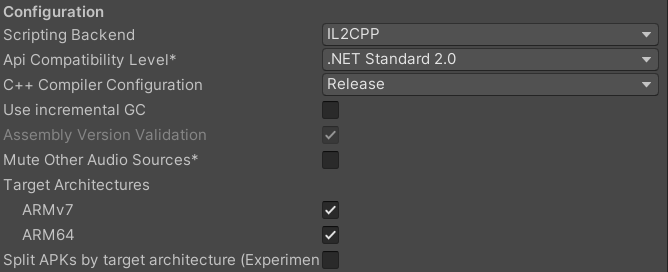 Configuration
Scripting Backend IL2CPP
Api Compatibility Level* .NET Standard 2.0
C++ Compiler Configuration Release
Use incremental GC
Assembly Version Validation
Mute Other Audio Sources*
Target Architectures
ARMv7
ARM64
Split APKs by target architecture (Experimen